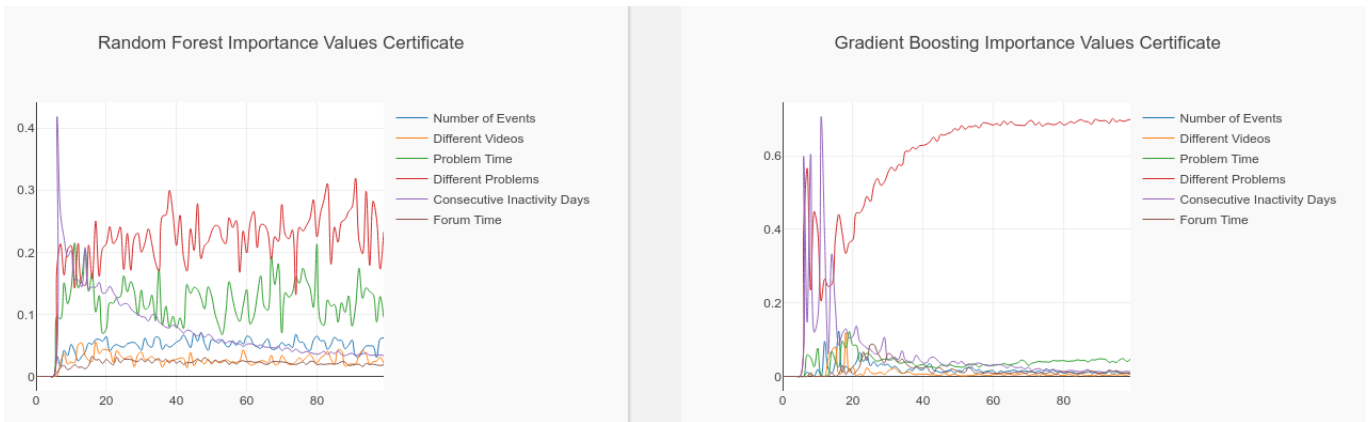 Random Forest Importance Values Certificate
0.4
0.3
0.2
0.1
0
0
20
40
60
80
Number of Events
Different Videos
Problem Time
Different Problems
Consecutive Inactivity Days
Forum Time
Gradient Boosting Importance Values Certificate
0.6
0.4
0.2
0
0
20
40
60
80
Number of Events
Different Videos
Problem Time
Different Problems
Consecutive Inactivity Days
Forum Time